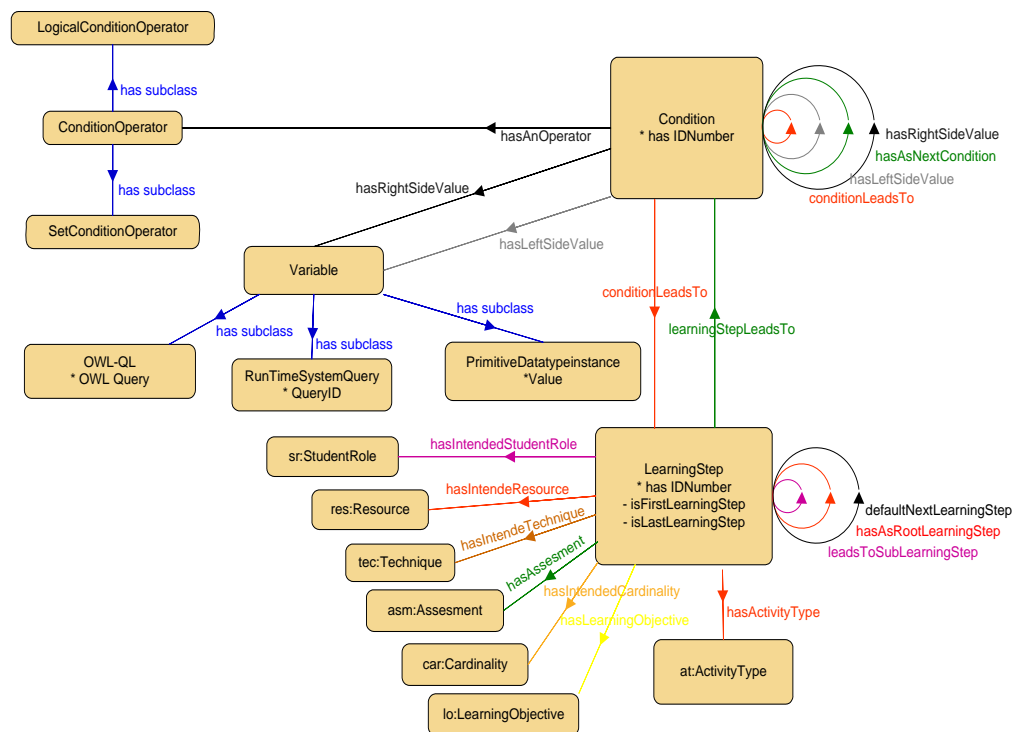 LogicalConditionOperator
has subclass
ConditionOperator
has subclass
SetConditionOperator
Condition
* has IDNumber
hasAnOperator
hasRightSideValue
hasLeftSideValue
hasRightSideValue
hasAsNextCondition
hasLeftSideValue
conditionLeadsTo
Variable
has subclass
has subclass
has subclass
OWL-QL
* OWL Query
RunTimeSystemQuery
* QueryID
PrimitiveDatatypeinstance
*Value
conditionLeadsTo
learningStepLeadsTo
LearningStep
* has IDNumber
- isFirstLearningStep
- isLastLearningStep
defaultNextLearningStep
hasAsRootLearningStep
leadsToSubLearningStep
hasIntendedStudentRole
sr:StudentRole
hasIntendeResource
res:Resource
hasIntendeTechnique
tec:Technique
hasAssesment
asm:Assesment
hasIntendedCardinality
car:Cardinality
hasLearningObjective
lo:LearningObjective
hasActivityType
at:ActivityType